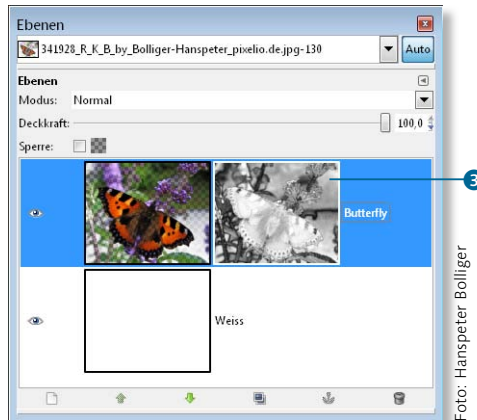 Ebenen
341928_R_K_B_by_Bolliger-Hanspeter_pixelio.de.jpg-130 Auto
Ebenen
Modus: Normal
Deckkraft: 100,0
Sperre:
3
Butterfly
Weiss
Foto: Hanspeter Bolliger